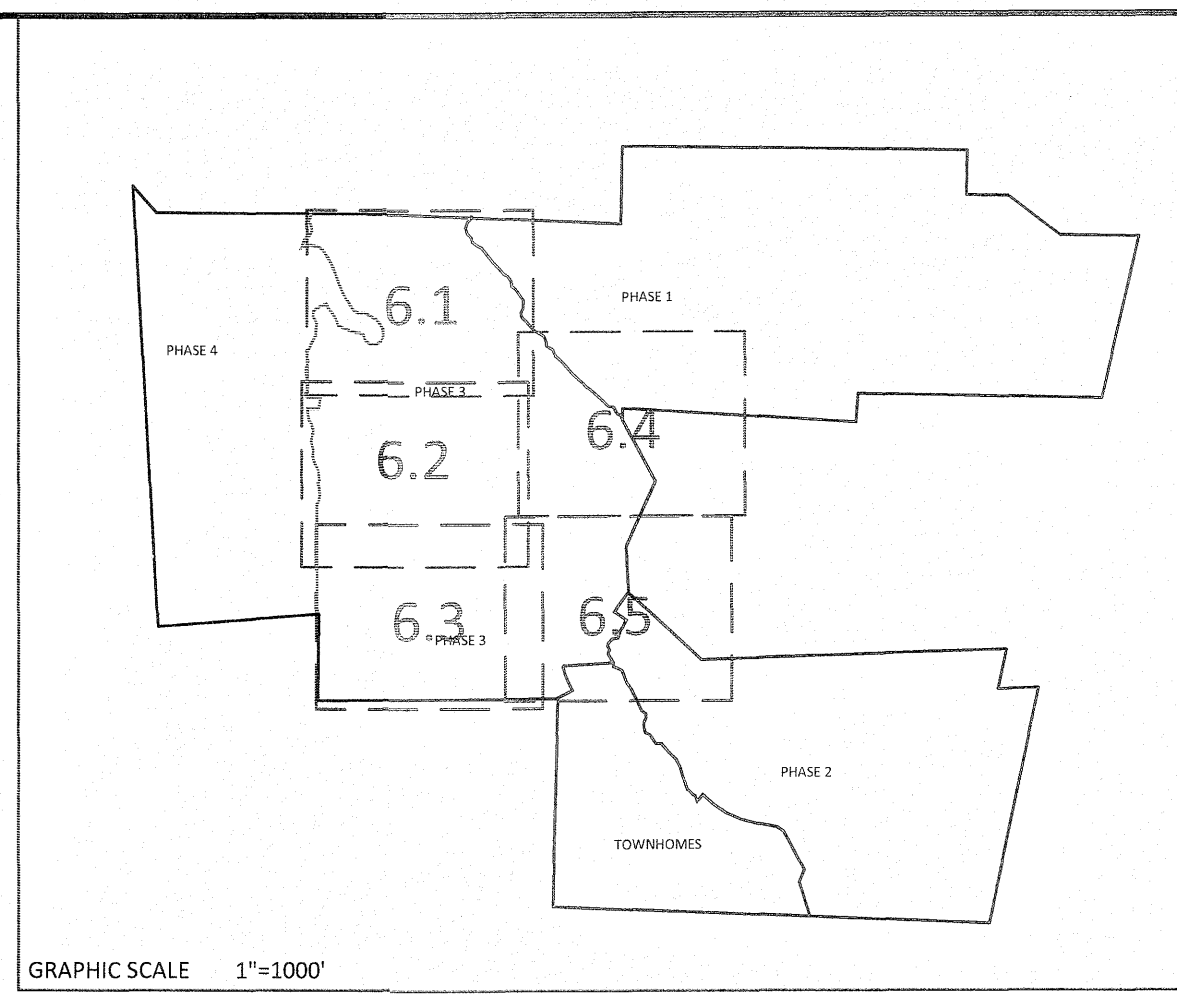 PHASE 1
6.1
PHASE 4
PHASE 3
6.4
6.2
6.3
PHASE 3
6.5
PHASE 2
TOWNHOMES
GRAPHIC SCALE 1"=1000'